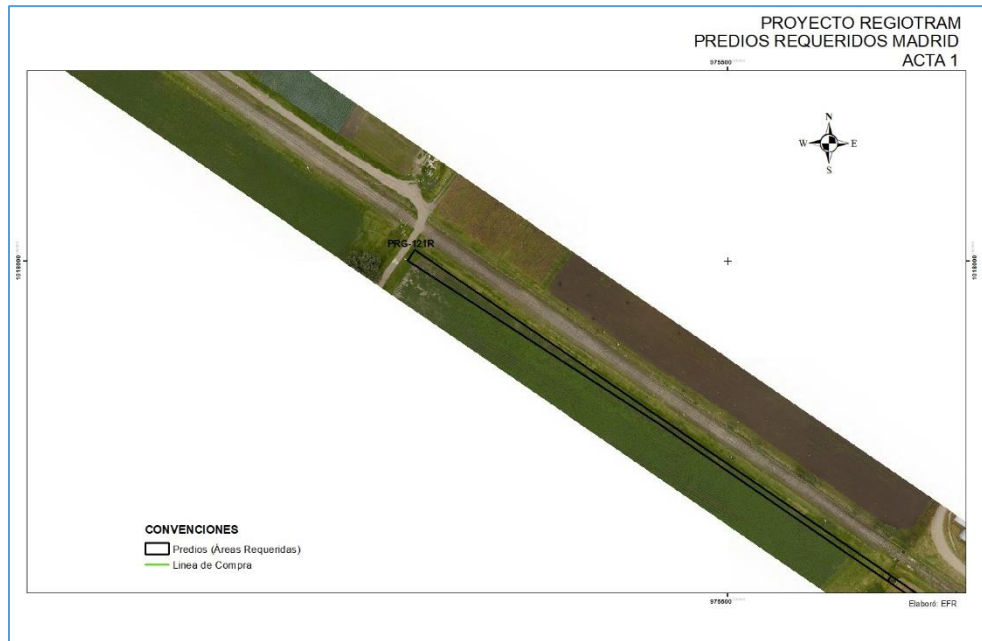 PROYECTO REGIOTRAM
PREDIOS REQUERIDOS MADRID
ACTA 1
975500
N
W E
S
PRG-121R
1018000
1018000
CONVENCIONES
Predios (Áreas Requeridas)
Linea de Compra
975500
Elaboró: EFR